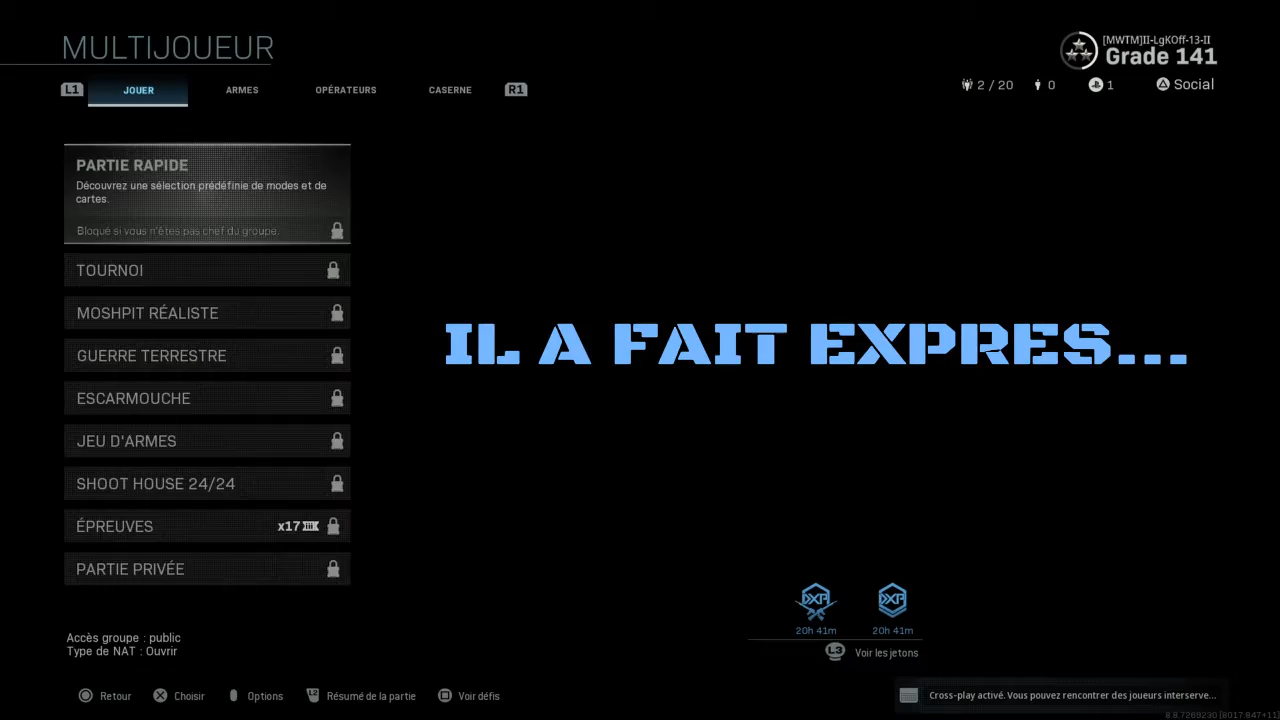 MULTIJOUEUR
[MWTM]II-LgKOff-13-II
Grade 141
L1
JOUER
ARMES
OPÉRATEURS
CASERNE
R1
2 / 20
0
1
Social
PARTIE RAPIDE
Découvrez une sélection prédéfinie de modes et de
cartes.
Bloqué si vous n'êtes pas chef du groupe.
TOURNOI
MOSHPIT RÉALISTE
GUERRE TERRESTRE
IL A FAIT EXPRES...
ESCARMOUCHE
JEU D'ARMES
SHOOT HOUSE 24/24
ÉPREUVES
x17
PARTIE PRIVÉE
DXP
DXP
20h 41m
20h 41m
L3
Voir les jetons
Accès groupe : public
Type de NAT : Ouvrir
Retour
Choisir
Options
L2
Résumé de la partie
Voir défis
Cross-play activé. Vous pouvez rencontrer des joueurs interserve...